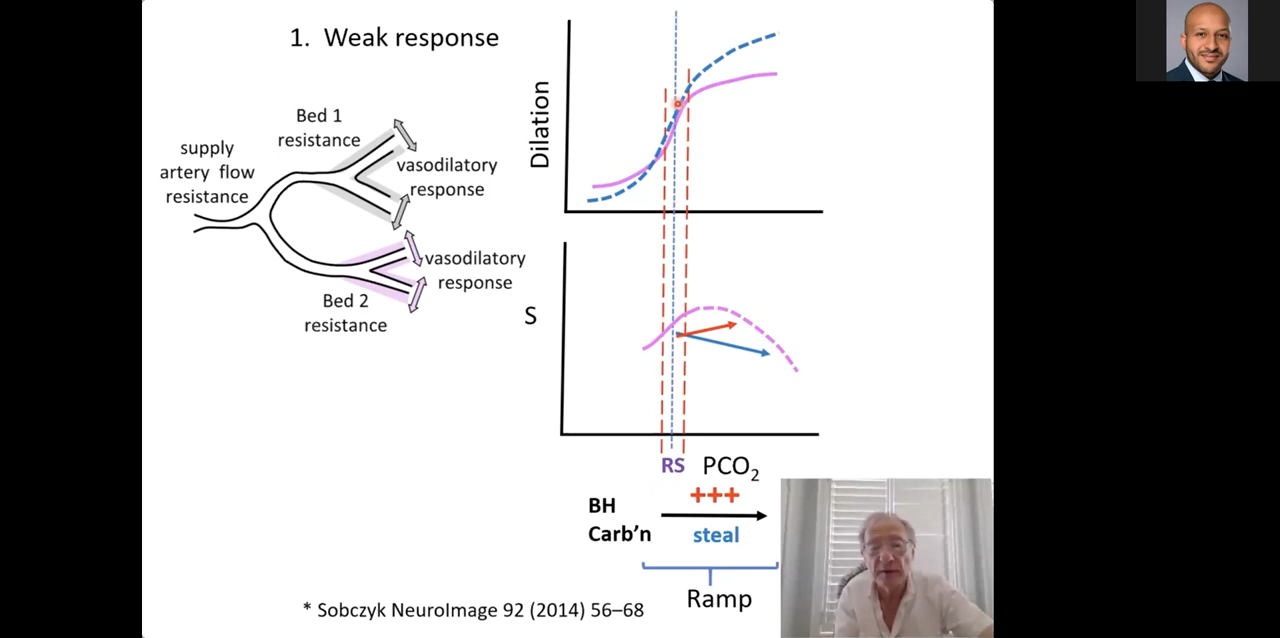 1. Weak response
Bed 1
resistance
supply
artery flow
resistance
vasodilatory
response
vasodilatory
response
Bed 2
resistance
Dilation
S
RS PCO₂
+++
BH
Carb’n
steal
Ramp
* Sobczyk NeuroImage 92 (2014) 56–68